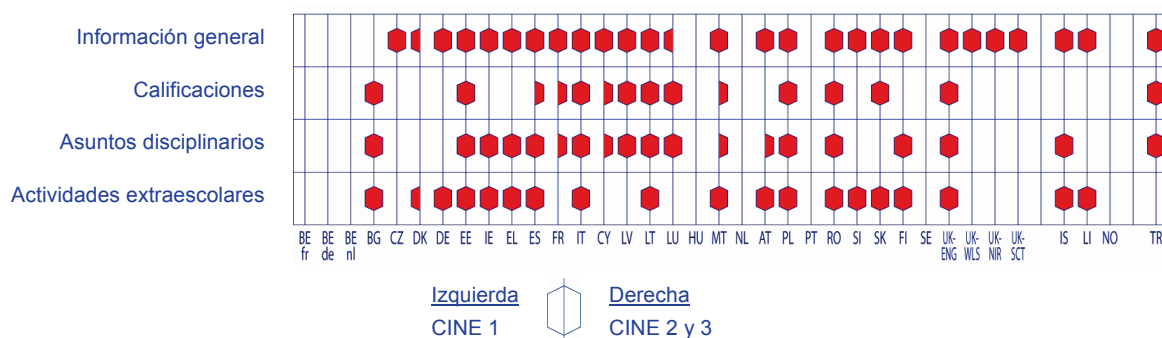 Información general
Calificaciones
Asuntos disciplinarios
Actividades extraescolares
BE fr BE de BE nl BG CZ DK DE EE IE EL ES FR IT CY LV LT LU HU MT NL AT PL PT RO SI SK FI SE UK-ENG UK-WLS UK-NIR UK-SCT IS LI NO TR
Izquierda Derecha
CINE 1 CINE 2 y 3